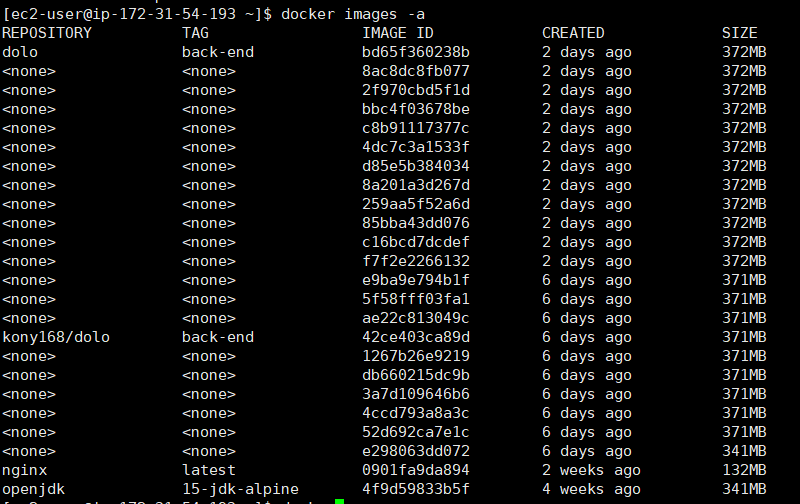 [ec2-user@ip-172-31-54-193 ~]$ docker images -a
REPOSITORY TAG IMAGE ID CREATED SIZE
dolo back-end bd65f360238b 2 days ago 372MB
<none> <none> 8ac8dc8fb077 2 days ago 372MB
<none> <none> 2f970cbd5f1d 2 days ago 372MB
<none> <none> bbc4f03678be 2 days ago 372MB
<none> <none> c8b91117377c 2 days ago 372MB
<none> <none> 4dc7c3a1533f 2 days ago 372MB
<none> <none> d85e5b384034 2 days ago 372MB
<none> <none> 8a201a3d267d 2 days ago 372MB
<none> <none> 259aa5f52a6d 2 days ago 372MB
<none> <none> 85bba43dd076 2 days ago 372MB
<none> <none> c16bcd7dcdef 2 days ago 372MB
<none> <none> f7f2e2266132 2 days ago 372MB
<none> <none> e9ba9e794b1f 6 days ago 371MB
<none> <none> 5f58fff03fa1 6 days ago 371MB
<none> <none> ae22c813049c 6 days ago 371MB
kony168/dolo back-end 42ce403ca89d 6 days ago 371MB
<none> <none> 1267b26e9219 6 days ago 371MB
<none> <none> db660215dc9b 6 days ago 371MB
<none> <none> 3a7d109646b6 6 days ago 371MB
<none> <none> 4ccd793a8a3c 6 days ago 371MB
<none> <none> 52d692ca7e1c 6 days ago 371MB
<none> <none> e298063dd072 6 days ago 341MB
nginx latest 0901fa9da894 2 weeks ago 132MB
openjdk 15-jdk-alpine 4f9d59833b5f 4 weeks ago 341MB